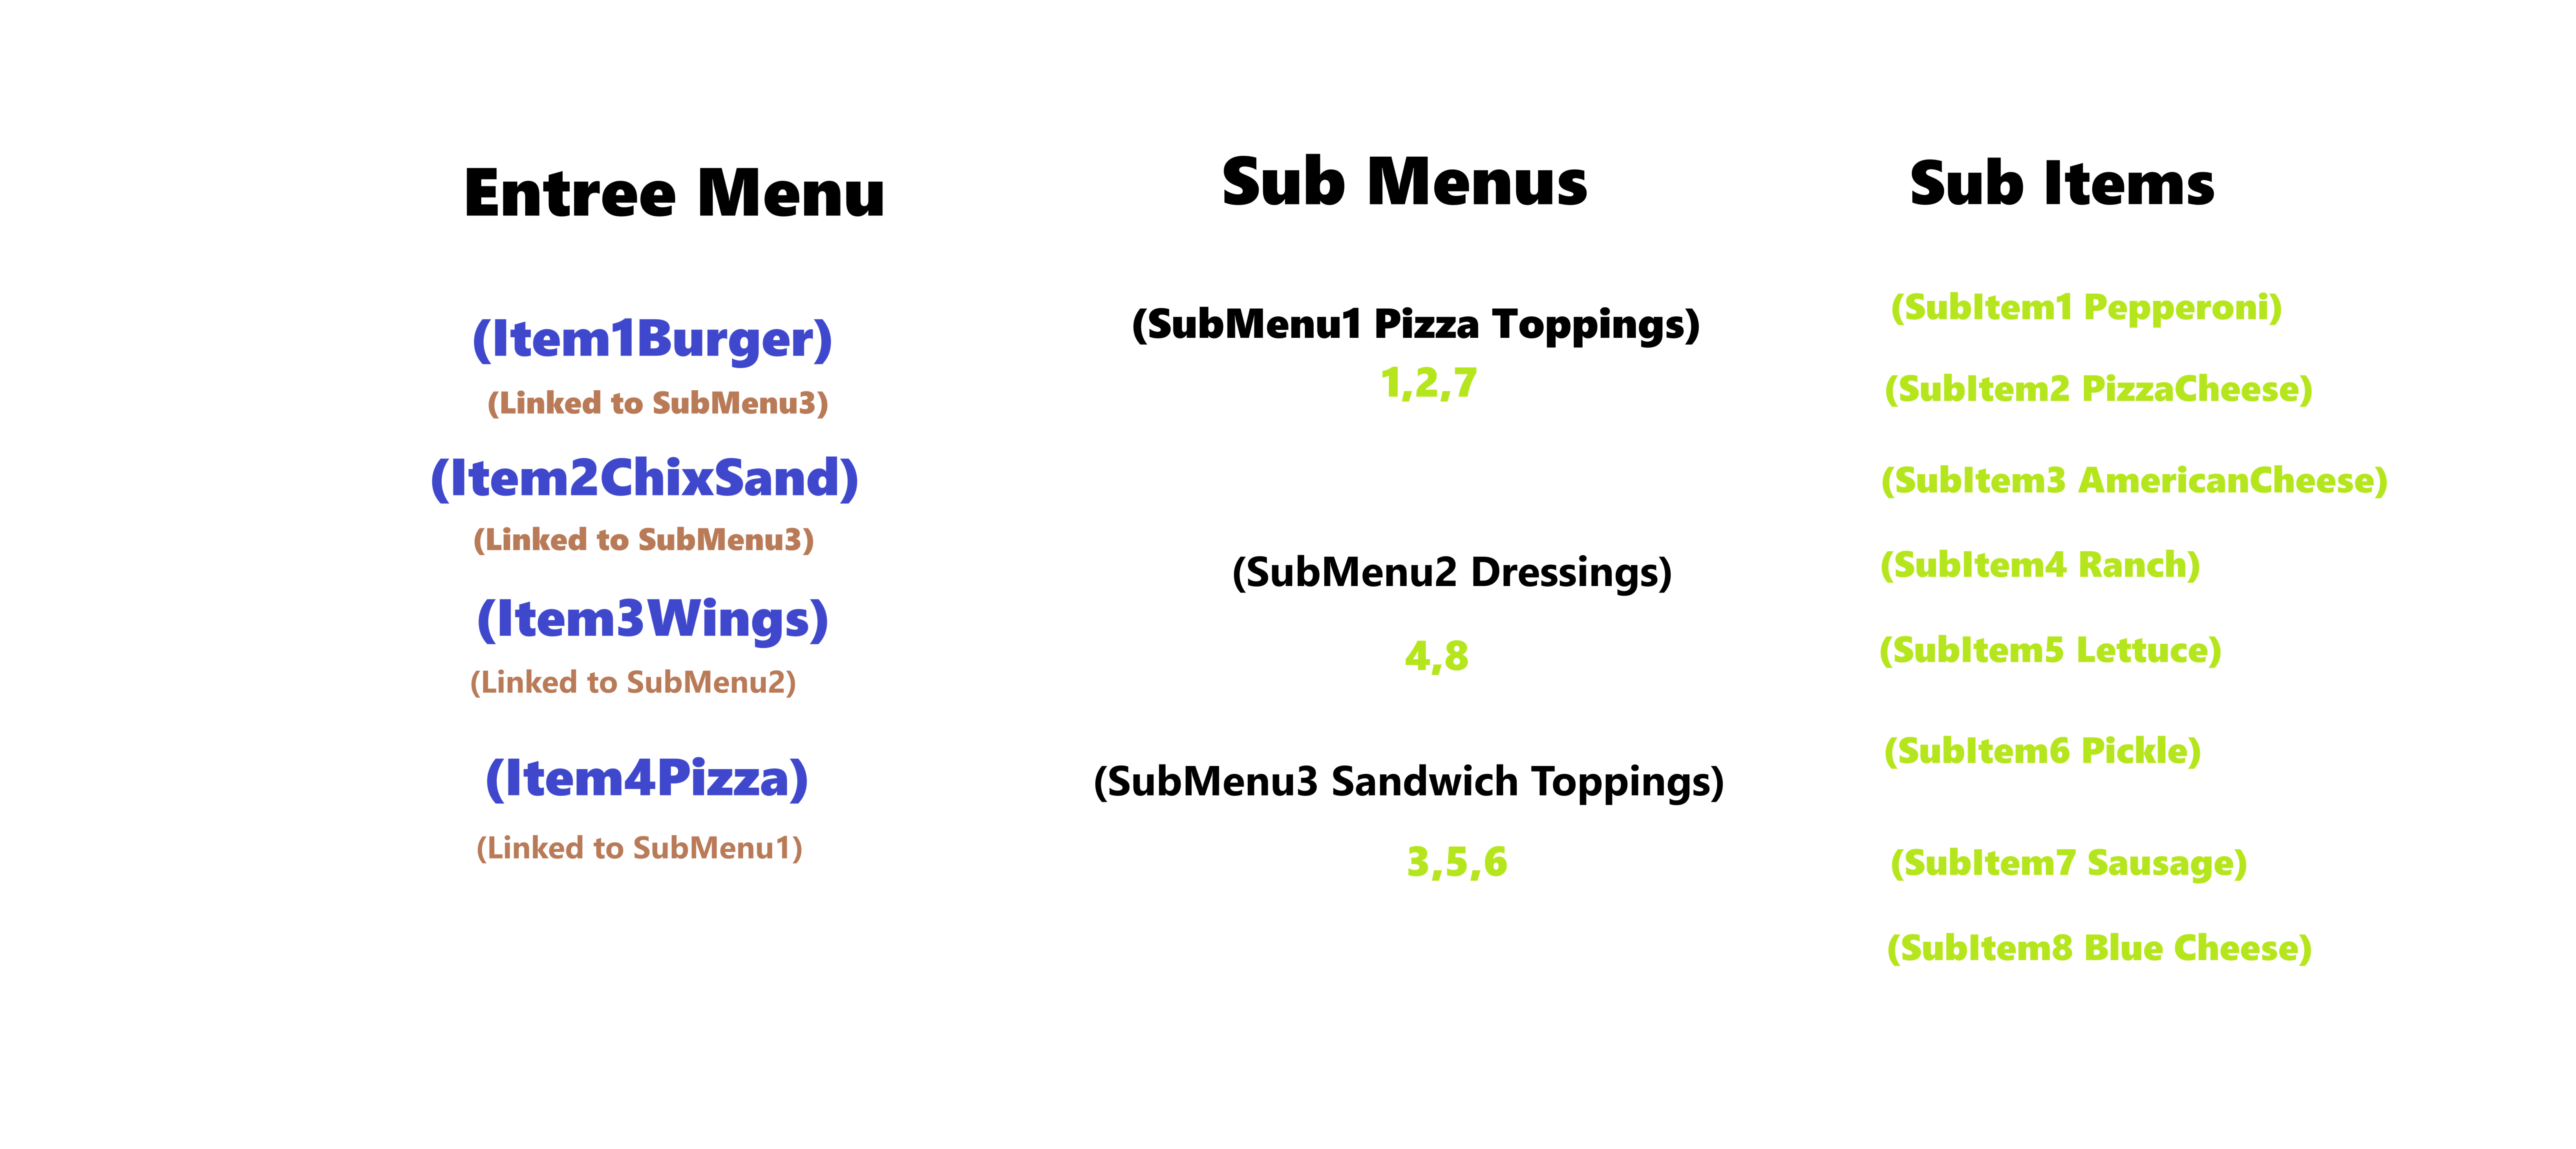 Entree Menu
(Item1Burger)
(Linked to SubMenu3)
(Item2ChixSand)
(Linked to SubMenu3)
(Item3Wings)
(Linked to SubMenu2)
(Item4Pizza)
(Linked to SubMenu1)
Sub Menus
(SubMenu1 Pizza Toppings)
1,2,7
(SubMenu2 Dressings)
4,8
(SubMenu3 Sandwich Toppings)
3,5,6
Sub Items
(SubItem1 Pepperoni)
(SubItem2 PizzaCheese)
(SubItem3 AmericanCheese)
(SubItem4 Ranch)
(SubItem5 Lettuce)
(SubItem6 Pickle)
(SubItem7 Sausage)
(SubItem8 Blue Cheese)